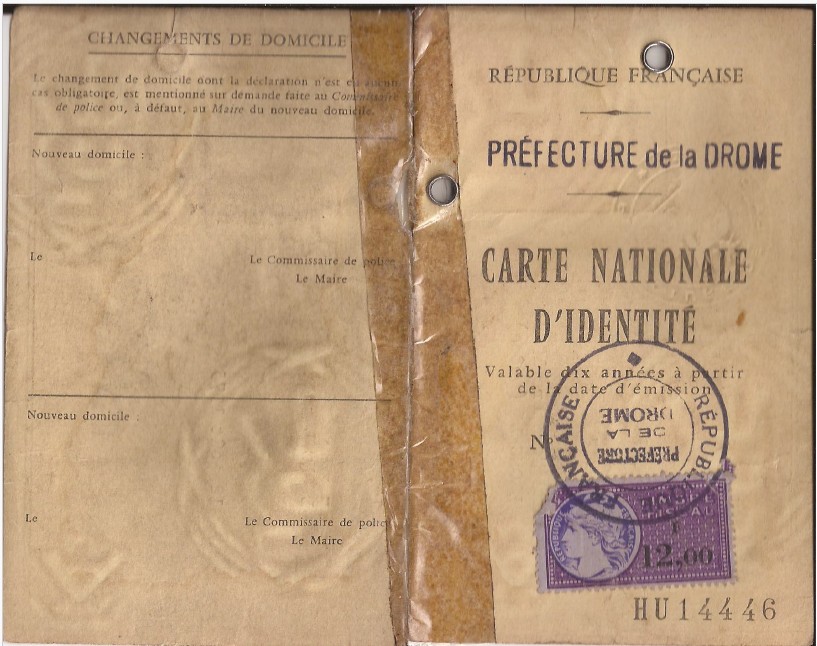 CHANGEMENTS DE DOMICILE
Le changement de domicile dont la déclaration n'est en aucun
cas obligatoire, est mentionné sur demande faite au Commissaire
de police ou, à défaut, au Maire du nouveau domicile.
Nouveau domicile :
Le
Le Commissaire de police
Le Maire
Nouveau domicile :
Le
Le Commissaire de police
Le Maire
RÉPUBLIQUE FRANÇAISE
PRÉFECTURE de la DROME
CARTE NATIONALE
D'IDENTITÉ
Valable dix années à partir
de la date d'émission
N
RÉPUBL FRANÇAISE
PRÉFECTURE
DE LA
DROME
12,00
HU14446